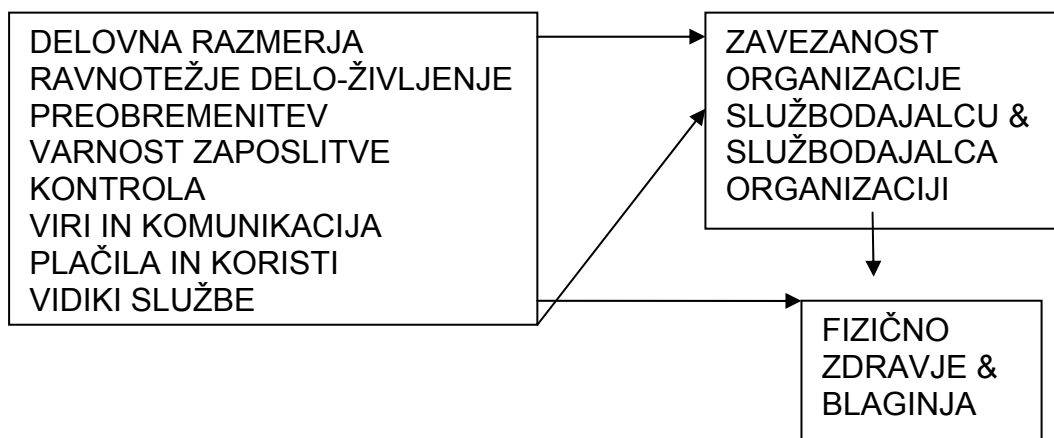 DELOVNA RAZMERJA
RAVNOTEŽJE DELO-ŽIVLJENJE
PREOBREMENITEV
VARNOST ZAPOSLITVE
KONTROLA
VIRI IN KOMUNIKACIJA
PLAČILA IN KORISTI
VIDIKI SLUŽBE
ZAVEZANOST
ORGANIZACIJE
SLUŽBODAJALCU &
SLUŽBODAJALCA
ORGANIZACIJI
FIZIČNO
ZDRAVJE &
BLAGINJA